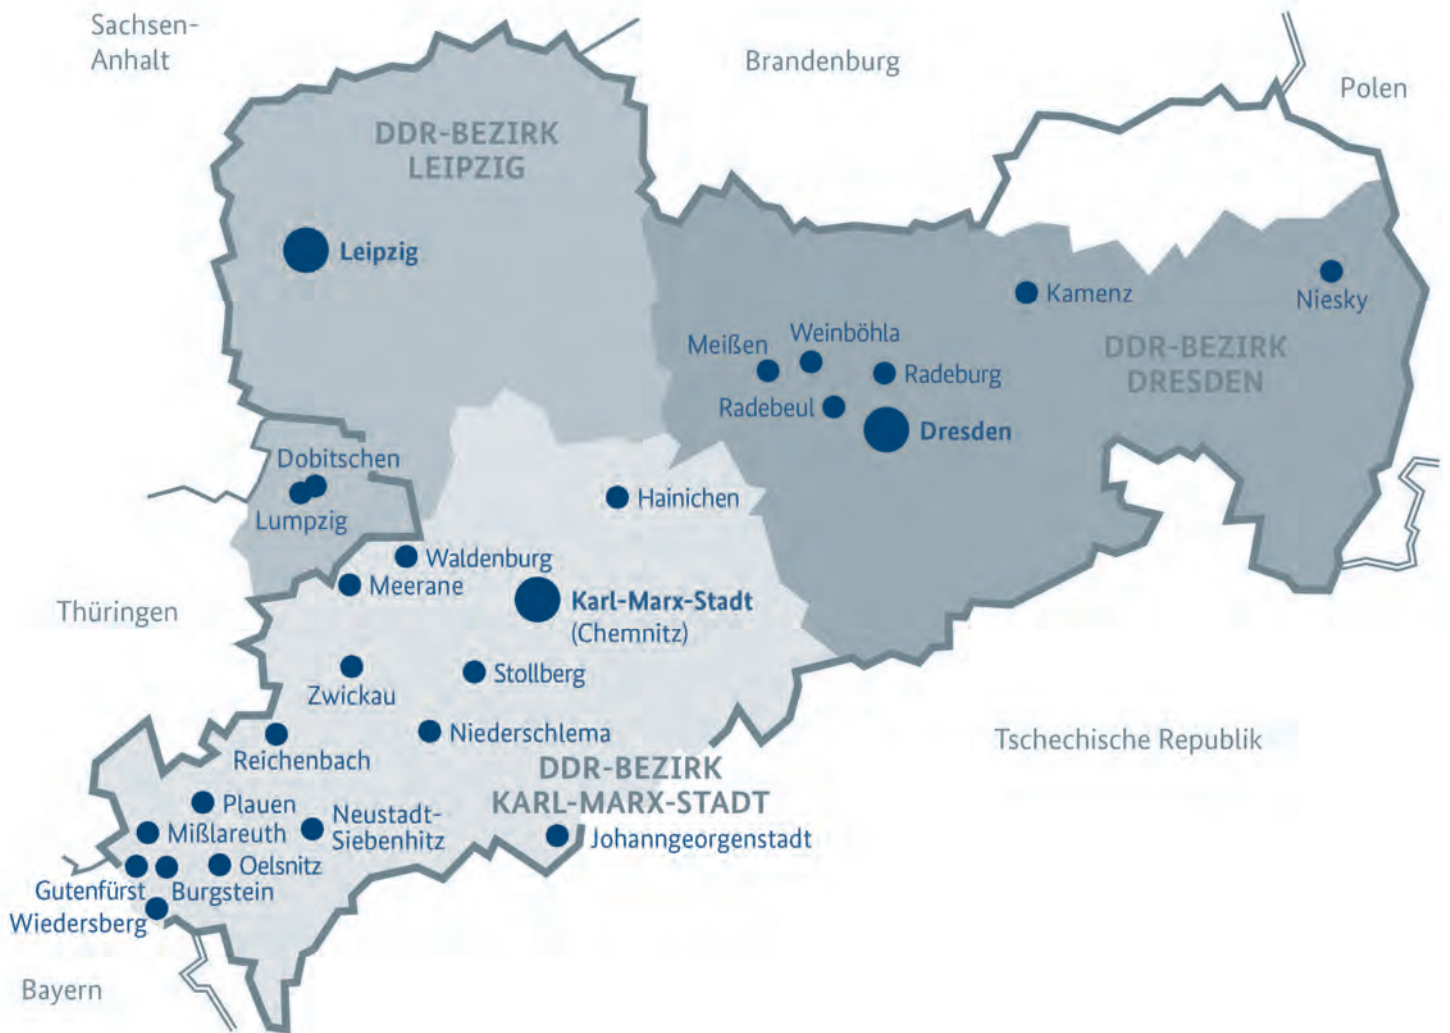 Sachsen-
Anhalt
Brandenburg
Polen
DDR-BEZIRK
LEIPZIG
Leipzig
Kamenz
Niesky
Weinböhla
Meißen
Radeburg
DDR-BEZIRK
DRESDEN
Radebeul
Dresden
Dobitschen
Lumpzig
Hainichen
Waldenburg
Meerane
Karl-Marx-Stadt
(Chemnitz)
Thüringen
Stollberg
Zwickau
Niederschlema
Reichenbach
Tschechische Republik
DDR-BEZIRK
KARL-MARX-STADT
Plauen
Mißlareuth
Neustadt-
Siebenhitz
Johanngeorgenstadt
Oelsnitz
Gutenfürst
Burgstein
Wiedersberg
Bayern